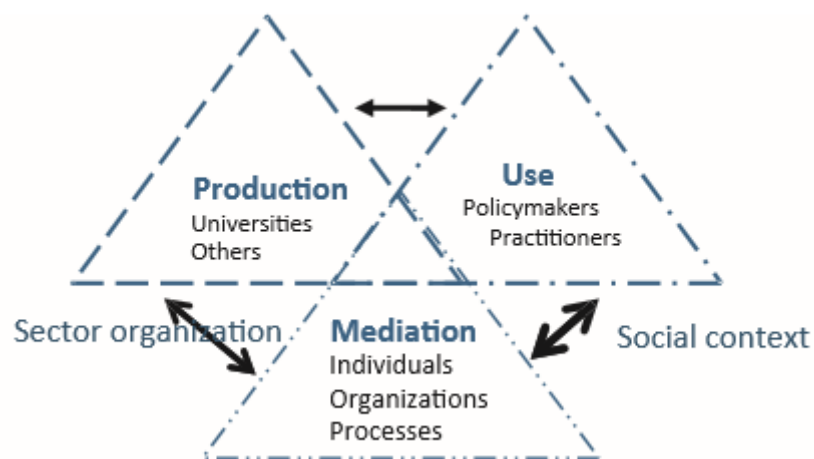 Production
Universities
Others
Use
Policymakers
Practitioners
Sector organization
Mediation
Individuals
Organizations
Processes
Social context